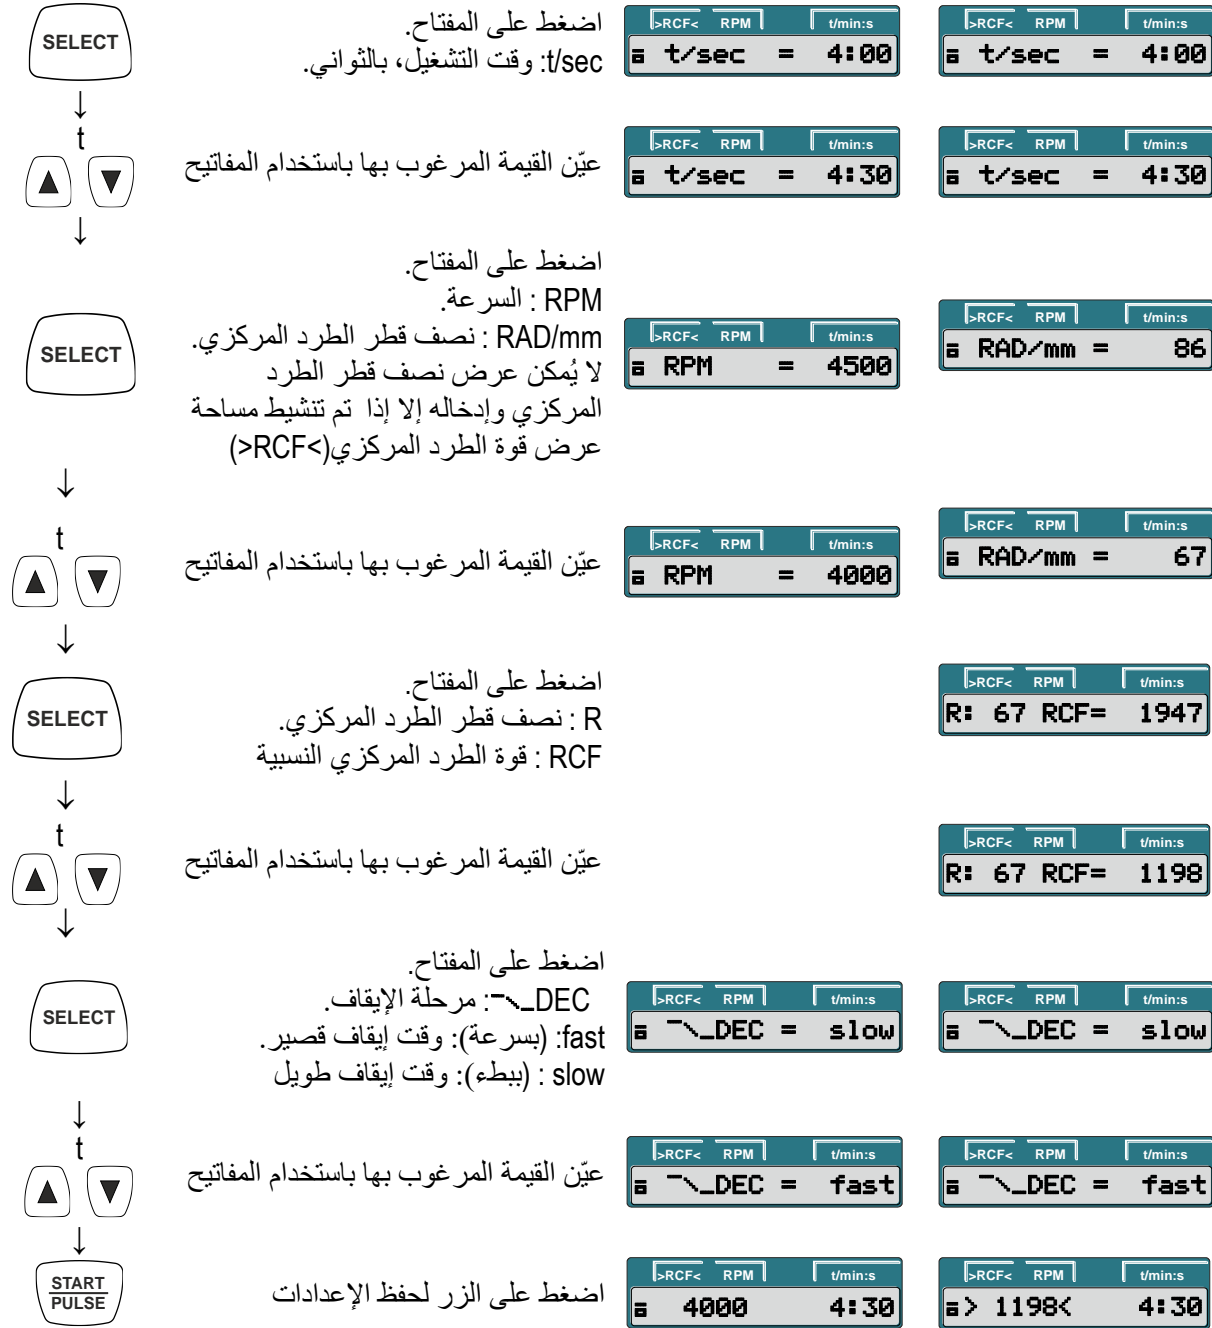 SELECT
اضغط على المفتاح.
t/sec: وقت التشغيل، بالثواني.
>RCF< RPM t/min:s
t/sec = 4:00
>RCF< RPM t/min:s
t/sec = 4:00
↓
t
▲ ▼
عيّن القيمة المرغوب بها باستخدام المفاتيح
>RCF< RPM t/min:s
t/sec = 4:30
>RCF< RPM t/min:s
t/sec = 4:30
↓
SELECT
اضغط على المفتاح.
RPM : السرعة.
RAD/mm : نصف قطر الطرد المركزي.
لا يُمكن عرض نصف قطر الطرد
المركزي وإدخاله إلا إذا تم تنشيط مساحة
عرض قوة الطرد المركزي(>RCF<)
>RCF< RPM t/min:s
RPM = 4500
>RCF< RPM t/min:s
RAD/mm = 86
↓
t
▲ ▼
عيّن القيمة المرغوب بها باستخدام المفاتيح
>RCF< RPM t/min:s
RPM = 4000
>RCF< RPM t/min:s
RAD/mm = 67
↓
SELECT
اضغط على المفتاح.
R : نصف قطر الطرد المركزي.
RCF : قوة الطرد المركزي النسبية
>RCF< RPM t/min:s
R: 67 RCF= 1947
↓
t
▲ ▼
عيّن القيمة المرغوب بها باستخدام المفاتيح
>RCF< RPM t/min:s
R: 67 RCF= 1198
↓
SELECT
اضغط على المفتاح.
‾\_DEC: مرحلة الإيقاف.
fast: (بسرعة): وقت إيقاف قصير.
slow : (ببطء): وقت إيقاف طويل
>RCF< RPM t/min:s
‾\_DEC = slow
>RCF< RPM t/min:s
‾\_DEC = slow
↓
t
▲ ▼
عيّن القيمة المرغوب بها باستخدام المفاتيح
>RCF< RPM t/min:s
‾\_DEC = fast
>RCF< RPM t/min:s
‾\_DEC = fast
↓
START
PULSE
اضغط على الزر لحفظ الإعدادات
>RCF< RPM t/min:s
4000 4:30
>RCF< RPM t/min:s
> 1198< 4:30